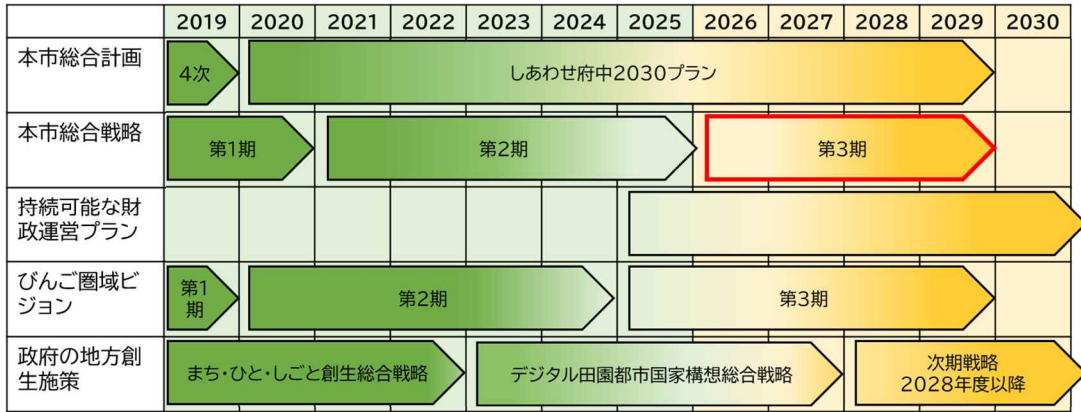 2019 2020 2021 2022 2023 2024 2025 2026 2027 2028 2029 2030
本市総合計画
4次
しあわせ府中2030プラン
本市総合戦略
第1期
第2期
第3期
持続可能な財
政運営プラン
びんご圏域ビ
ジョン
第1
期
第2期
第3期
政府の地方創
生施策
まち・ひと・しごと創生総合戦略
デジタル田園都市国家構想総合戦略
次期戦略
2028年度以降